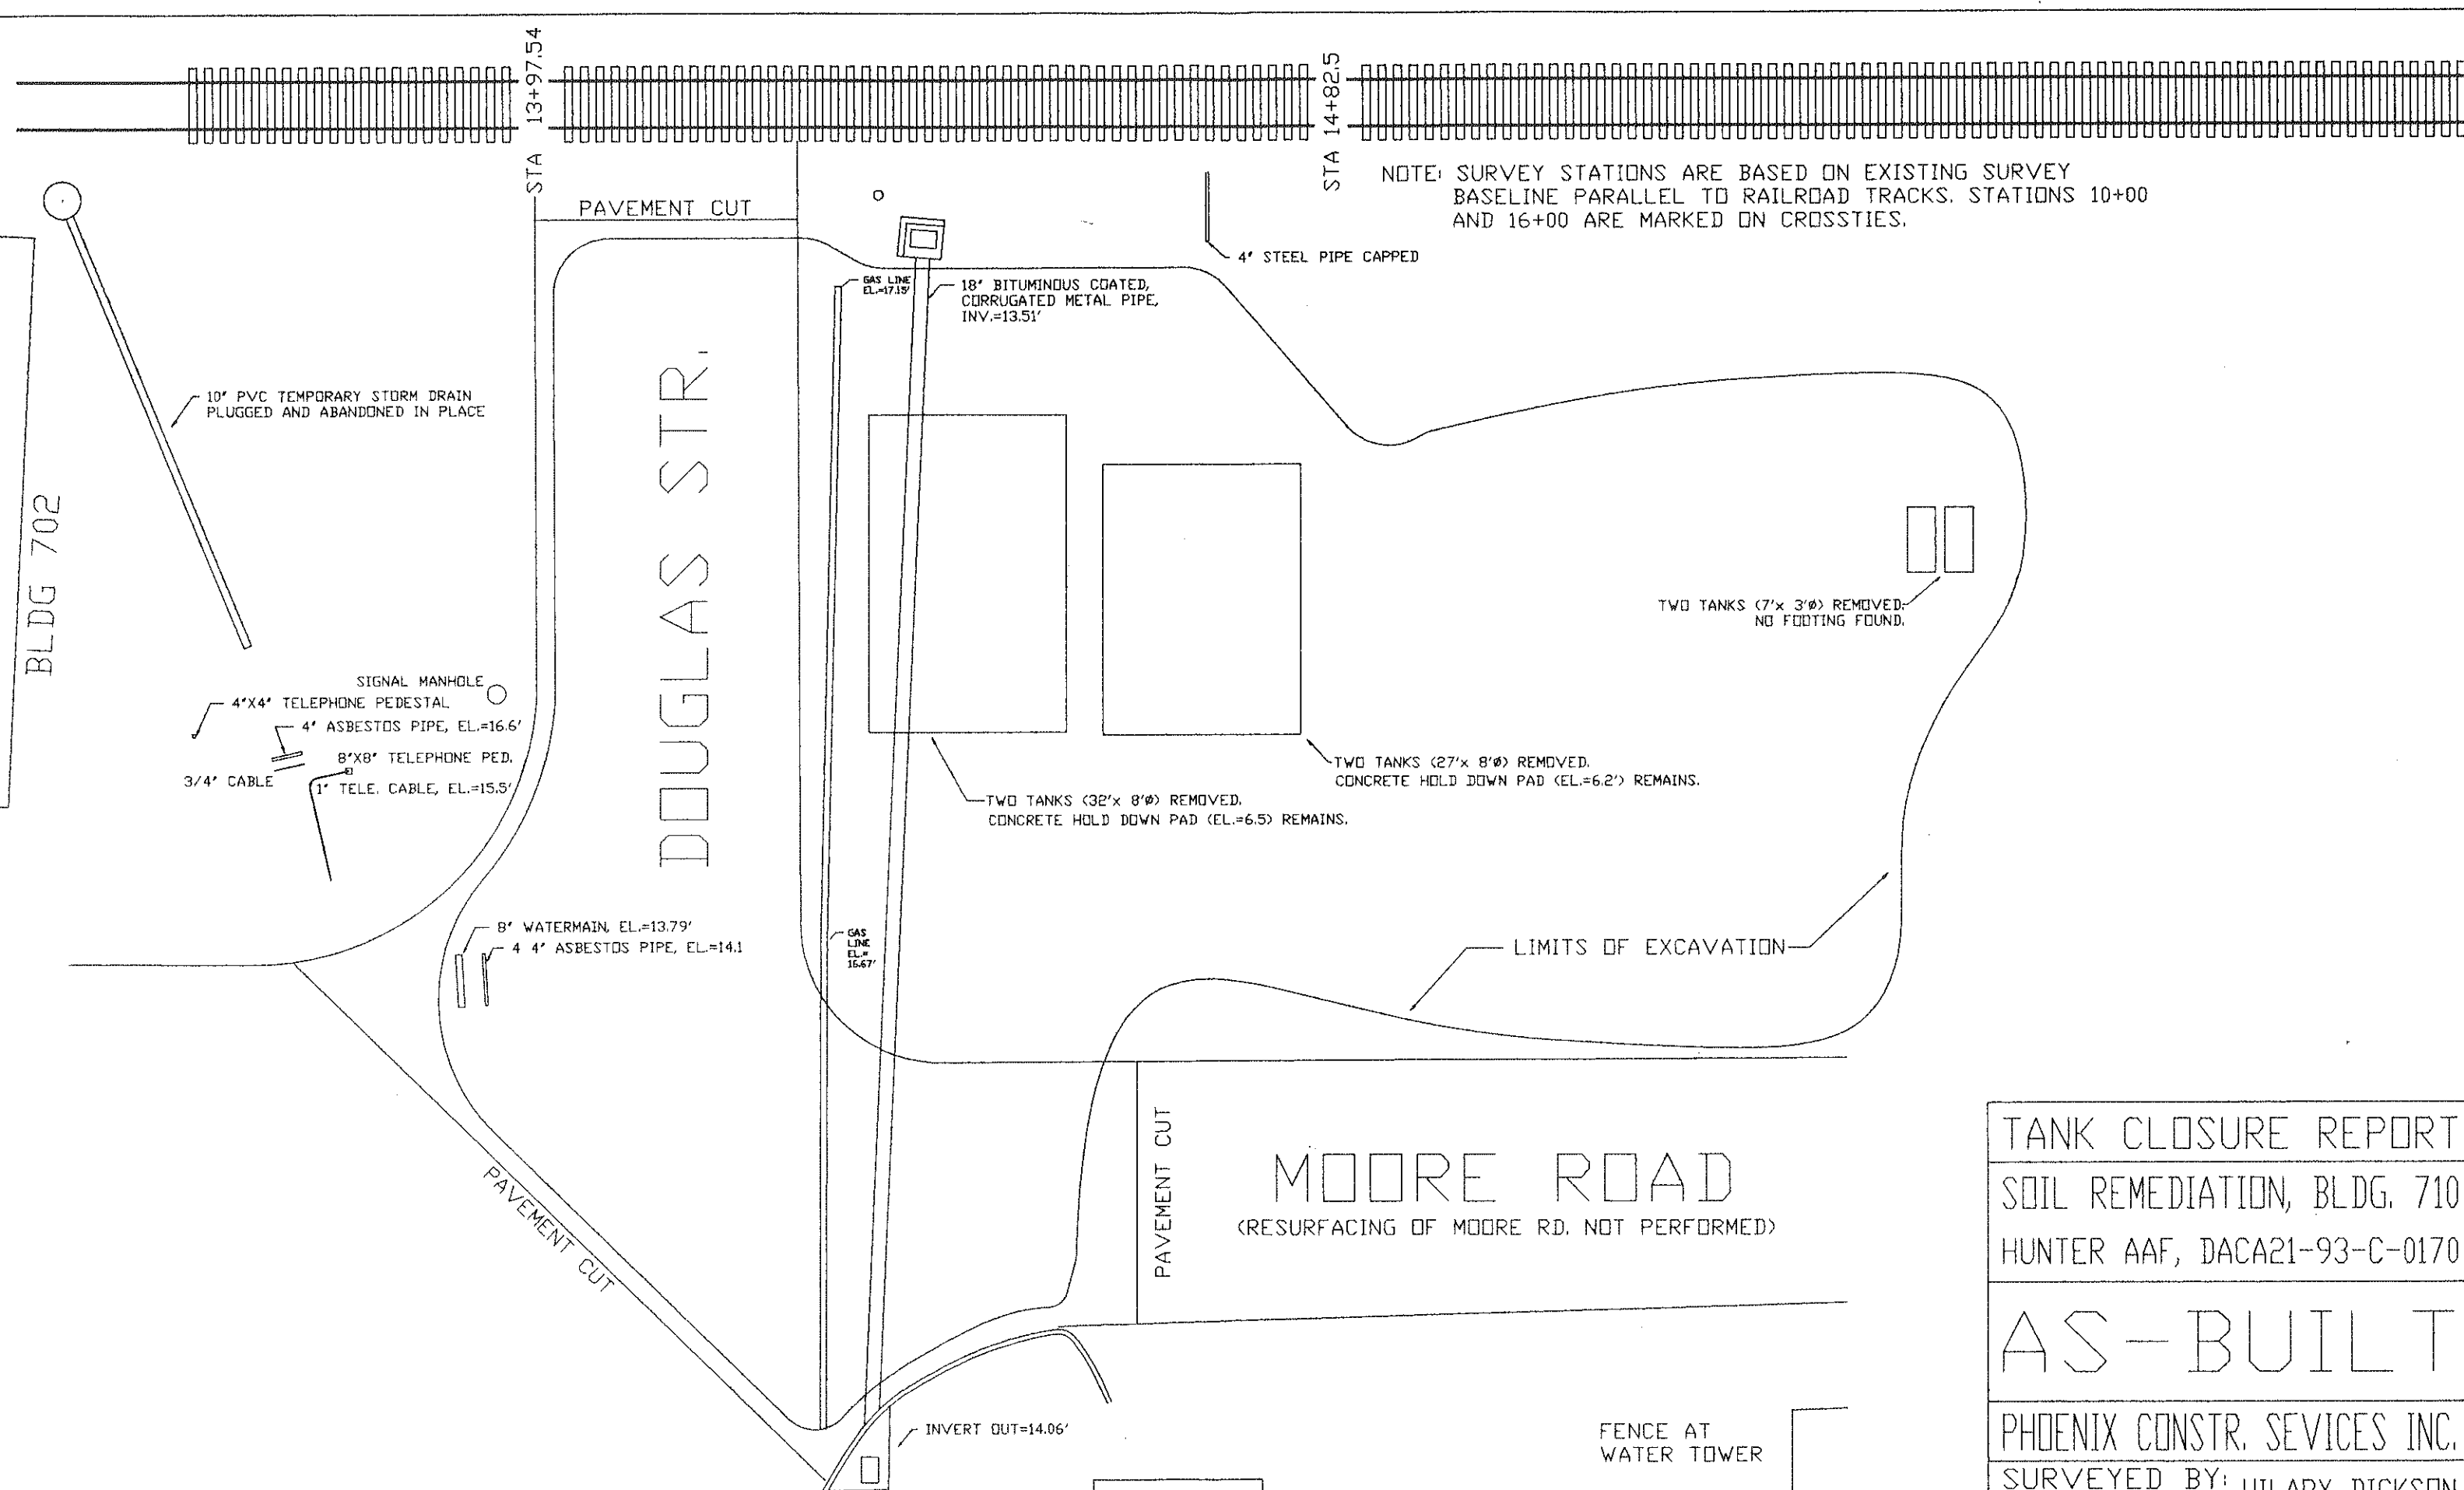 STA 13+97.54
STA 14+82.5
NOTE: SURVEY STATIONS ARE BASED ON EXISTING SURVEY
BASELINE PARALLEL TO RAILROAD TRACKS. STATIONS 10+00
AND 16+00 ARE MARKED ON CROSSTIES.
PAVEMENT CUT
4" STEEL PIPE CAPPED
GAS LINE
EL.=17.15'
18" BITUMINOUS COATED,
CORRUGATED METAL PIPE,
INV.=13.51'
10" PVC TEMPORARY STORM DRAIN
PLUGGED AND ABANDONED IN PLACE
BLDG 702
DOUGLAS STR.
TWO TANKS (7'x 3'Ø) REMOVED.
NO FOOTING FOUND.
SIGNAL MANHOLE
4"X4" TELEPHONE PEDESTAL
4" ASBESTOS PIPE, EL.=16.6'
8"X8" TELEPHONE PED.
3/4" CABLE
1" TELE. CABLE, EL.=15.5'
TWO TANKS (27'x 8'Ø) REMOVED.
CONCRETE HOLD DOWN PAD (EL.=6.2') REMAINS.
TWO TANKS (32'x 8'Ø) REMOVED.
CONCRETE HOLD DOWN PAD (EL.=6.5) REMAINS.
8" WATERMAIN, EL.=13.79'
4 4" ASBESTOS PIPE, EL.=14.1
GAS
LINE
EL.=
16.67'
LIMITS OF EXCAVATION
PAVEMENT CUT
PAVEMENT CUT
MOORE ROAD
(RESURFACING OF MOORE RD. NOT PERFORMED)
INVERT OUT=14.06'
FENCE AT
WATER TOWER
TANK CLOSURE REPORT
SOIL REMEDIATION, BLDG. 710
HUNTER AAF, DACA21-93-C-0170
AS-BUILT
PHOENIX CONSTR. SEVICES INC.
SURVEYED BY: HILARY DICKSON